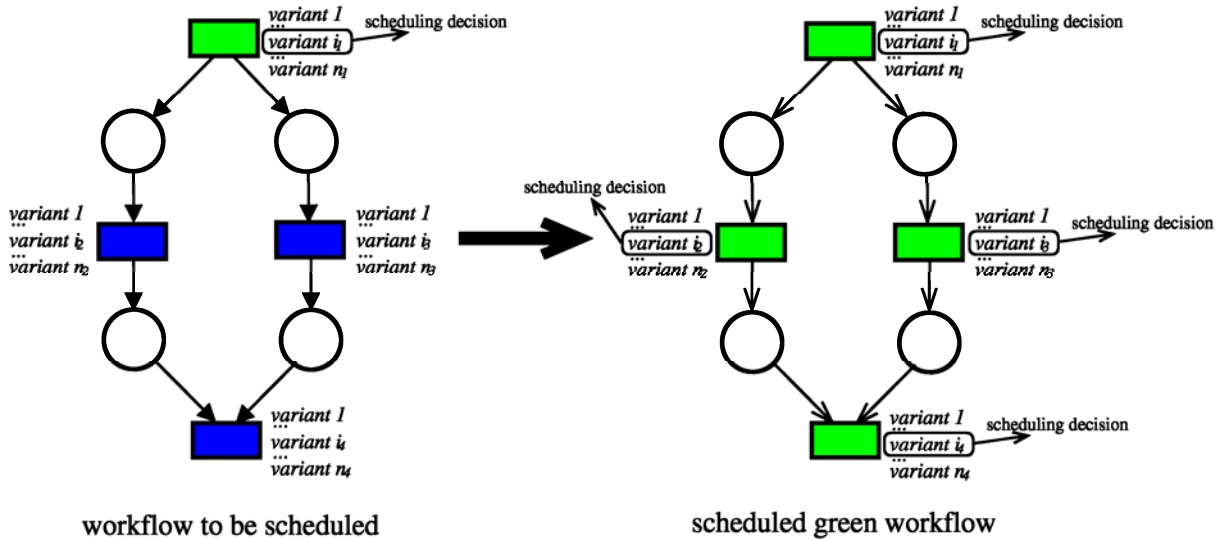 variant 1
...
variant i1
...
variant n1
scheduling decision
variant 1
...
variant i2
...
variant n2
variant 1
...
variant i3
...
variant n3
variant 1
...
variant i4
...
variant n4
workflow to be scheduled
variant 1
...
variant i1
...
variant n1
scheduling decision
scheduling decision
variant 1
...
variant i2
...
variant n2
variant 1
...
variant i3
...
variant n3
scheduling decision
variant 1
...
variant i4
...
variant n4
scheduling decision
scheduled green workflow